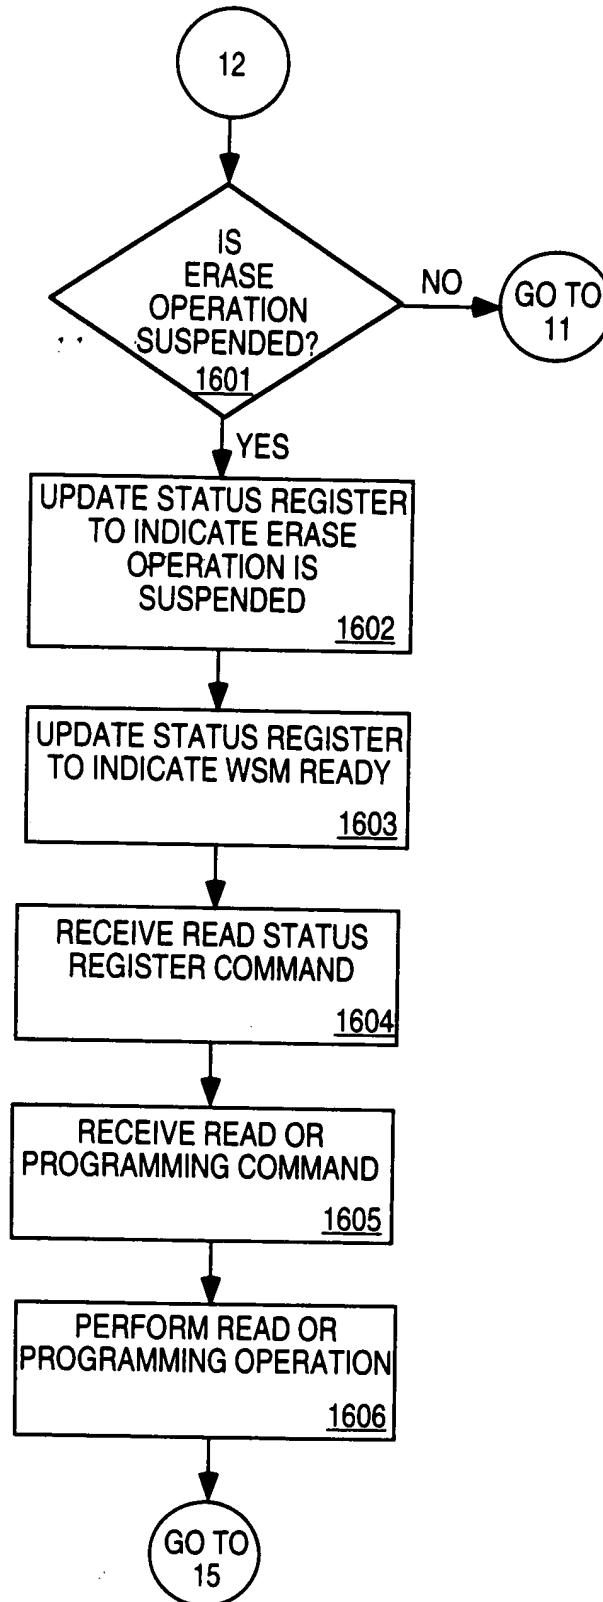 12
IS
ERASE
OPERATION
SUSPENDED?
1601
NO
GO TO
11
YES
UPDATE STATUS REGISTER
TO INDICATE ERASE
OPERATION IS
SUSPENDED
1602
UPDATE STATUS REGISTER
TO INDICATE WSM READY
1603
RECEIVE READ STATUS
REGISTER COMMAND
1604
RECEIVE READ OR
PROGRAMMING COMMAND
1605
PERFORM READ OR
PROGRAMMING OPERATION
1606
GO TO
15